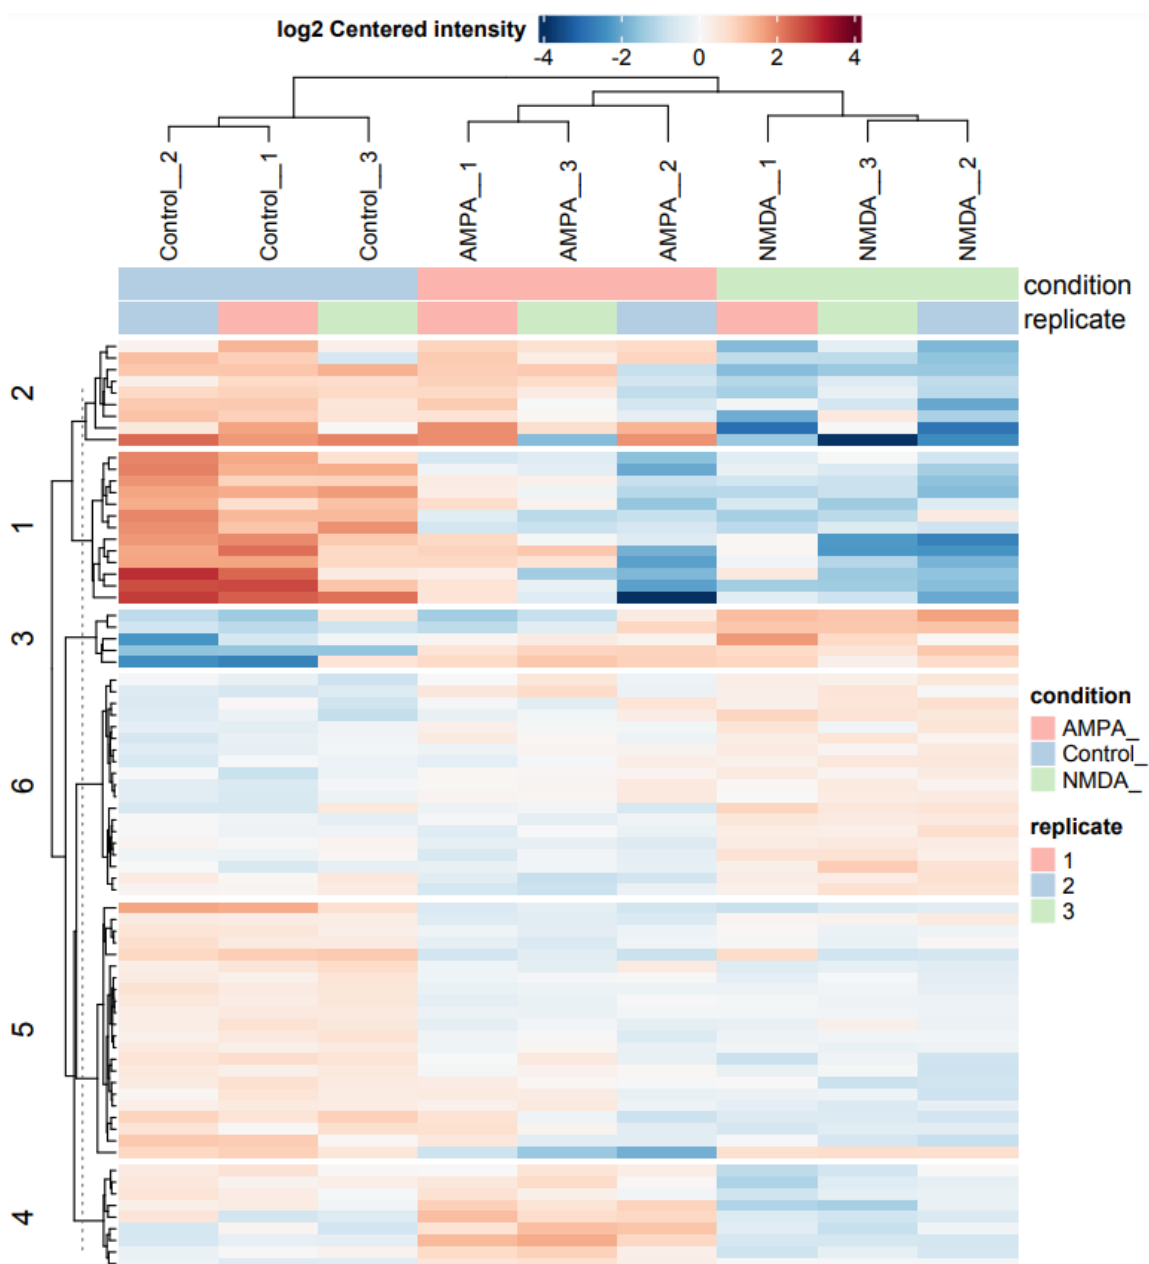 log2 Centered intensity
-4 -2 0 2 4
Control__2
Control__1
Control__3
AMPA__1
AMPA__3
AMPA__2
NMDA__1
NMDA__3
NMDA__2
condition
replicate
2
1
3
6
5
4
condition
AMPA_
Control_
NMDA_
replicate
1
2
3